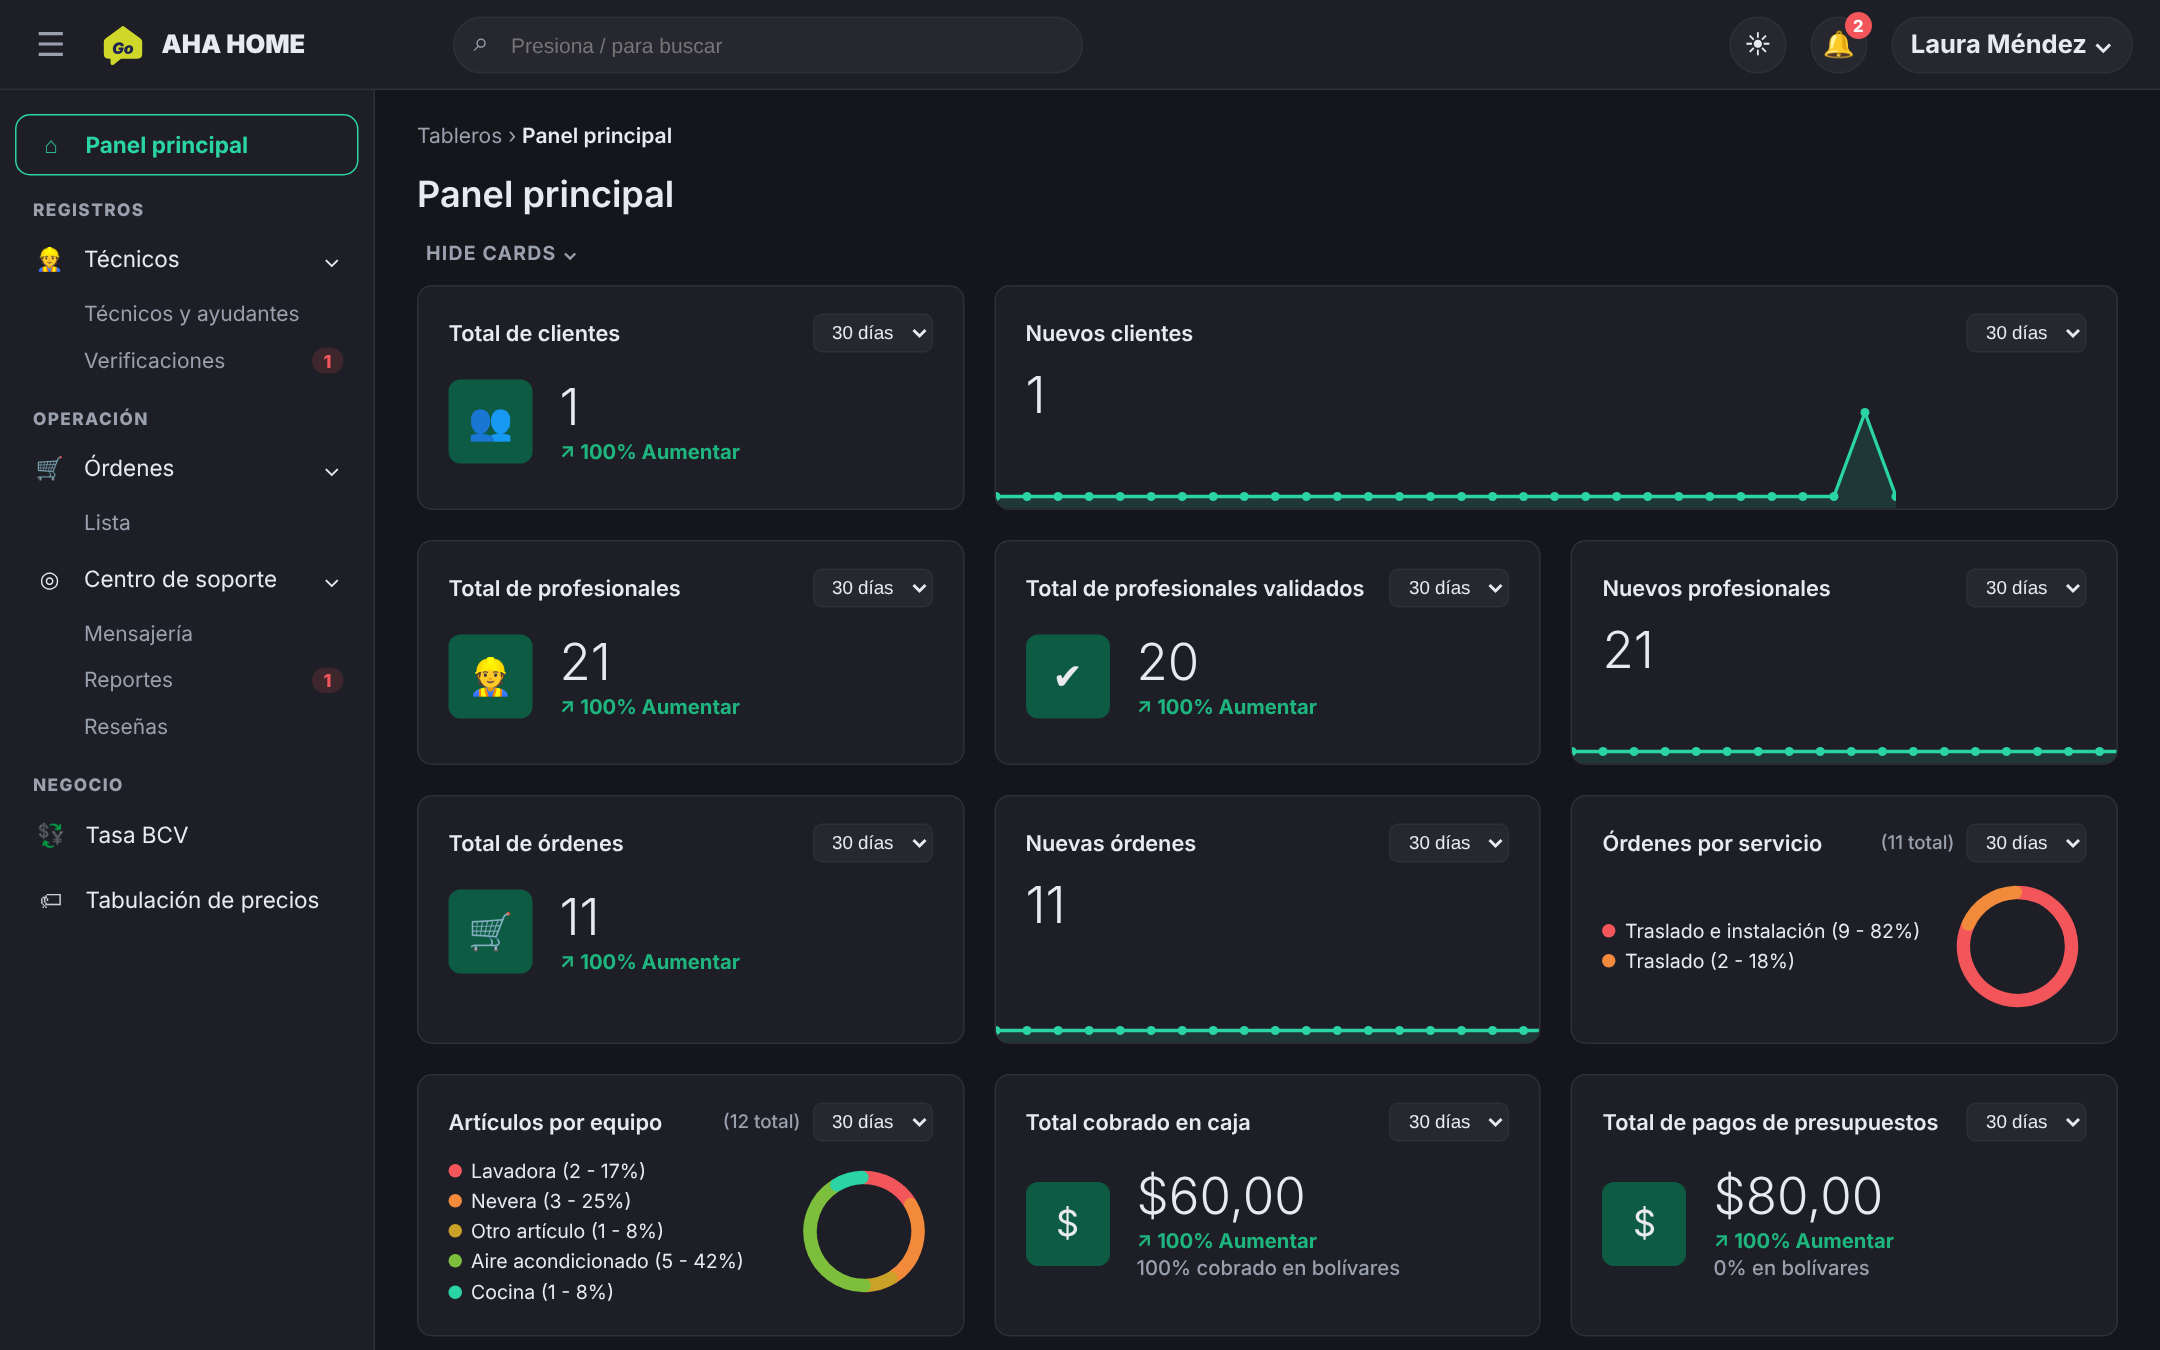 Go AHA HOME
Presiona / para buscar
2
Laura Méndez
Panel principal
REGISTROS
Técnicos
Técnicos y ayudantes
Verificaciones 1
OPERACIÓN
Órdenes
Lista
Centro de soporte
Mensajería
Reportes 1
Reseñas
NEGOCIO
Tasa BCV
Tabulación de precios
Tableros › Panel principal
Panel principal
HIDE CARDS
Total de clientes 30 días
1
↗ 100% Aumentar
Nuevos clientes 30 días
1
Total de profesionales 30 días
21
↗ 100% Aumentar
Total de profesionales validados 30 días
20
↗ 100% Aumentar
Nuevos profesionales 30 días
21
Total de órdenes 30 días
11
↗ 100% Aumentar
Nuevas órdenes 30 días
11
Órdenes por servicio (11 total) 30 días
Traslado e instalación (9 - 82%)
Traslado (2 - 18%)
Artículos por equipo (12 total) 30 días
Lavadora (2 - 17%)
Nevera (3 - 25%)
Otro artículo (1 - 8%)
Aire acondicionado (5 - 42%)
Cocina (1 - 8%)
Total cobrado en caja 30 días
$
$60,00
↗ 100% Aumentar
100% cobrado en bolívares
Total de pagos de presupuestos 30 días
$
$80,00
↗ 100% Aumentar
0% en bolívares